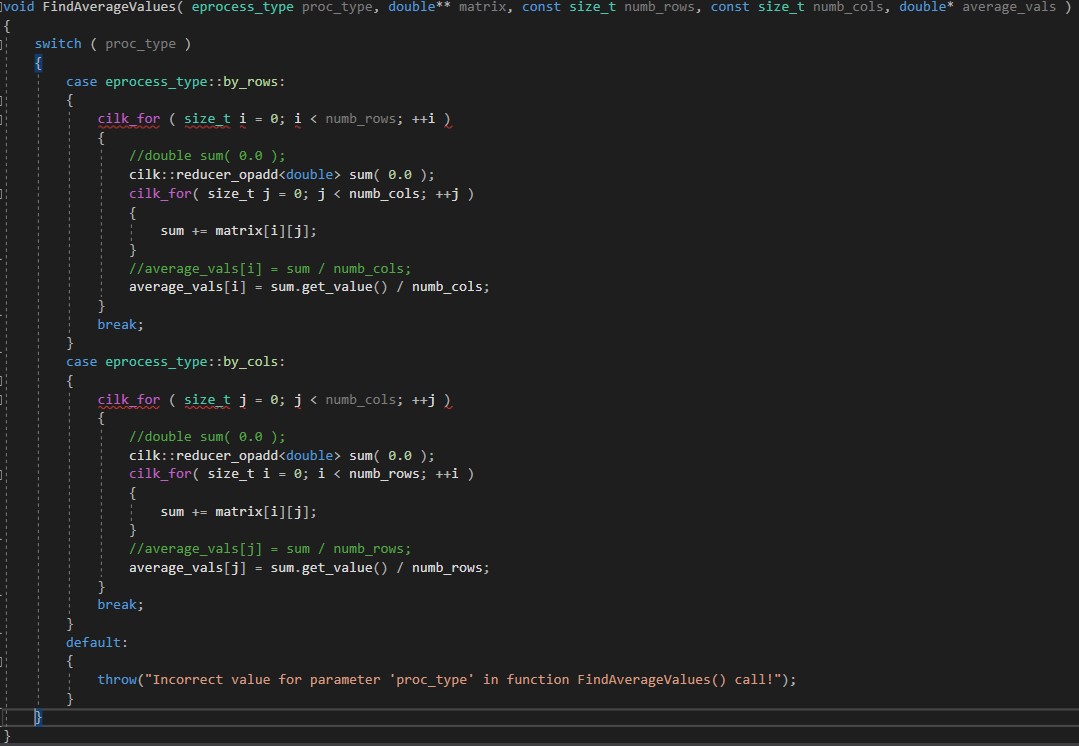 void FindAverageValues( eprocess_type proc_type, double** matrix, const size_t numb_rows, const size_t numb_cols, double* average_vals )
{
    switch ( proc_type )
    {
        case eprocess_type::by_rows:
        {
            cilk_for ( size_t i = 0; i < numb_rows; ++i )
            {
                //double sum( 0.0 );
                cilk::reducer_opadd<double> sum( 0.0 );
                cilk_for( size_t j = 0; j < numb_cols; ++j )
                {
                    sum += matrix[i][j];
                }
                //average_vals[i] = sum / numb_cols;
                average_vals[i] = sum.get_value() / numb_cols;
            }
            break;
        }
        case eprocess_type::by_cols:
        {
            cilk_for ( size_t j = 0; j < numb_cols; ++j )
            {
                //double sum( 0.0 );
                cilk::reducer_opadd<double> sum( 0.0 );
                cilk_for( size_t i = 0; i < numb_rows; ++i )
                {
                    sum += matrix[i][j];
                }
                //average_vals[j] = sum / numb_rows;
                average_vals[j] = sum.get_value() / numb_rows;
            }
            break;
        }
        default:
        {
            throw("Incorrect value for parameter 'proc_type' in function FindAverageValues() call!");
        }
    }
}